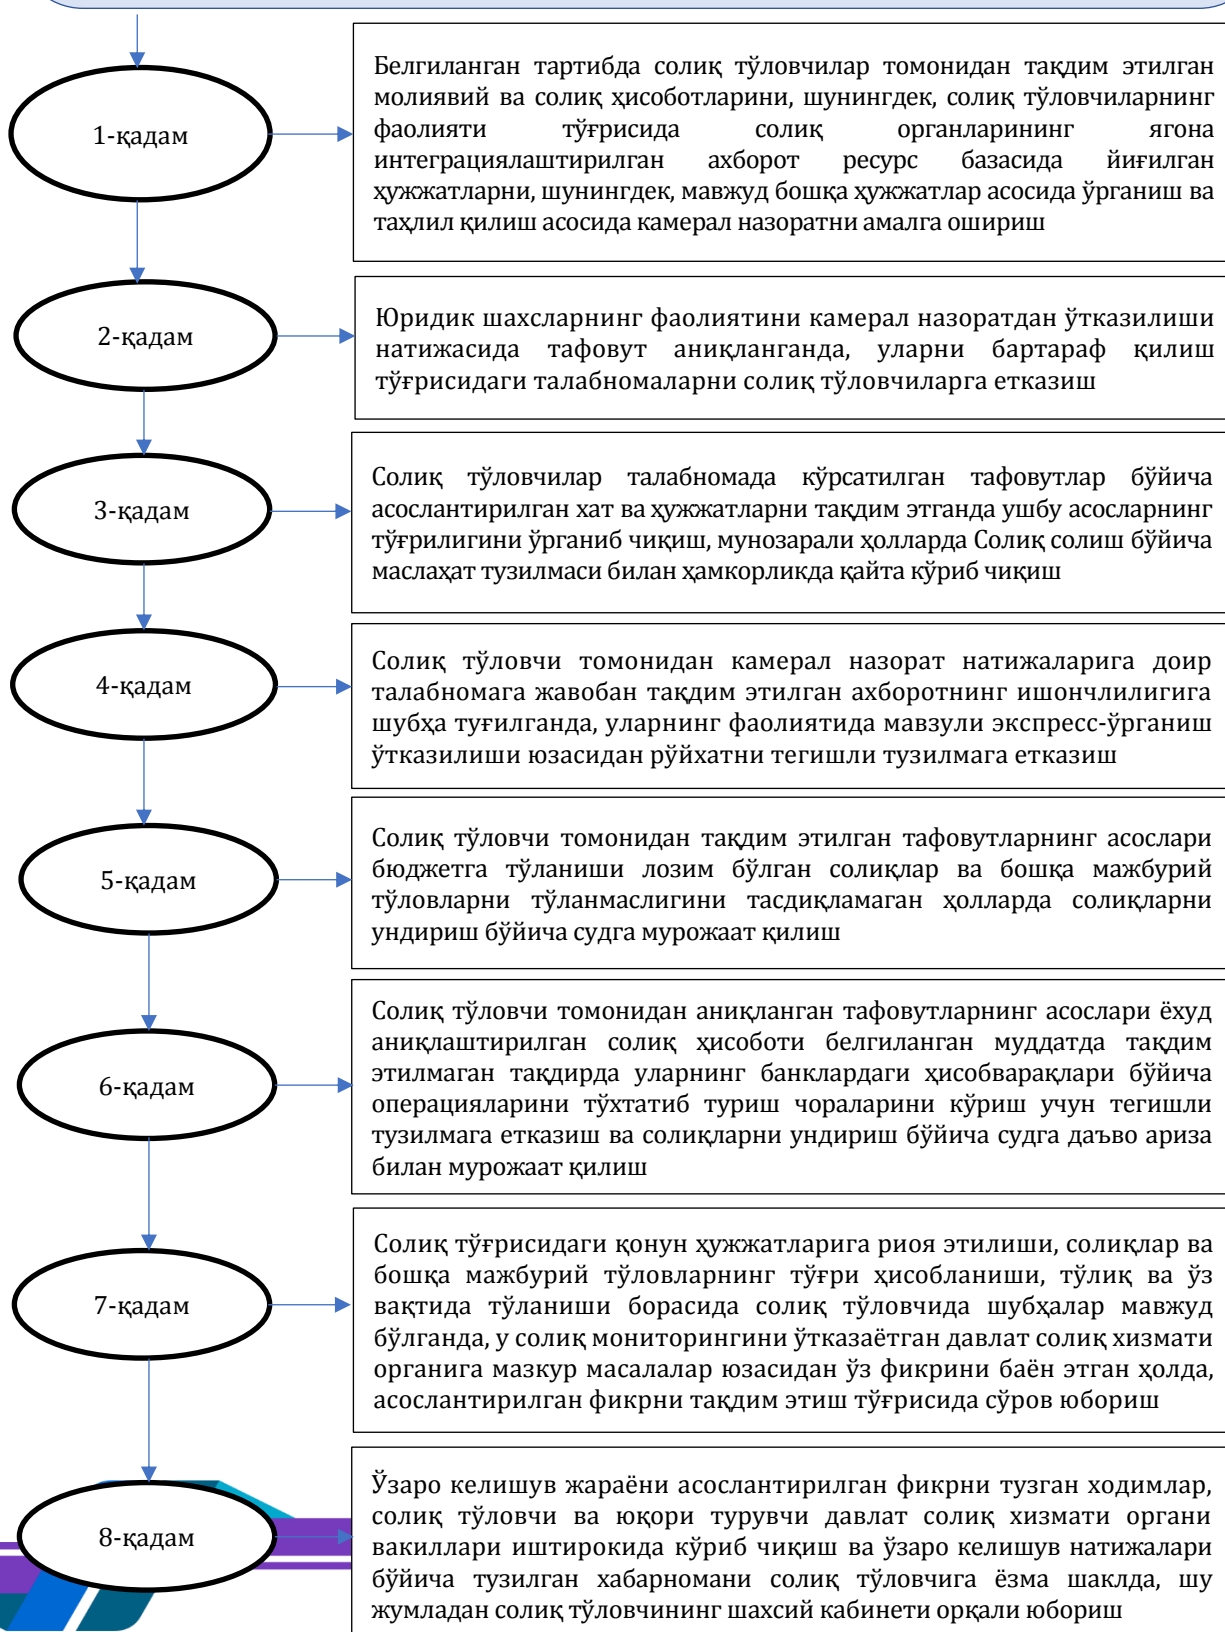 1-қадам
Белгиланган тартибда солиқ тўловчилар томонидан тақдим этилган
молиявий ва солиқ ҳисоботларини, шунингдек, солиқ тўловчиларнинг
фаолияти тўғрисида солиқ органларининг ягона
интеграциялаштирилган ахборот ресурс базасида йиғилган
ҳужжатларни, шунингдек, мавжуд бошқа ҳужжатлар асосида ўрганиш ва
таҳлил қилиш асосида камерал назоратни амалга ошириш
2-қадам
Юридик шахсларнинг фаолиятини камерал назоратдан ўтказилиши
натижасида тафовут аниқланганда, уларни бартараф қилиш
тўғрисидаги талабномаларни солиқ тўловчиларга етказиш
3-қадам
Солиқ тўловчилар талабномада кўрсатилган тафовутлар бўйича
асослантирилган хат ва ҳужжатларни тақдим этганда ушбу асосларнинг
тўғрилигини ўрганиб чиқиш, мунозарали ҳолларда Солиқ солиш бўйича
маслаҳат тузилмаси билан ҳамкорликда қайта кўриб чиқиш
4-қадам
Солиқ тўловчи томонидан камерал назорат натижаларига доир
талабномага жавобан тақдим этилган ахборотнинг ишончлилигига
шубҳа туғилганда, уларнинг фаолиятида мавзули экспресс-ўрганиш
ўтказилиши юзасидан рўйхатни тегишли тузилмага етказиш
5-қадам
Солиқ тўловчи томонидан тақдим этилган тафовутларнинг асослари
бюджетга тўланиши лозим бўлган солиқлар ва бошқа мажбурий
тўловларни тўланмаслигини тасдиқламаган ҳолларда солиқларни
ундириш бўйича судга мурожаат қилиш
6-қадам
Солиқ тўловчи томонидан аниқланган тафовутларнинг асослари ёхуд
аниқлаштирилган солиқ ҳисоботи белгиланган муддатда тақдим
этилмаган тақдирда уларнинг банклардаги ҳисобварақлари бўйича
операцияларини тўхтатиб туриш чораларини кўриш учун тегишли
тузилмага етказиш ва солиқларни ундириш бўйича судга даъво ариза
билан мурожаат қилиш
7-қадам
Солиқ тўғрисидаги қонун ҳужжатларига риоя этилиши, солиқлар ва
бошқа мажбурий тўловларнинг тўғри ҳисобланиши, тўлиқ ва ўз
вақтида тўланиши борасида солиқ тўловчида шубҳалар мавжуд
бўлганда, у солиқ мониторингини ўтказаётган давлат солиқ хизмати
органига мазкур масалалар юзасидан ўз фикрини баён этган ҳолда,
асослантирилган фикрни тақдим этиш тўғрисида сўров юбориш
8-қадам
Ўзаро келишув жараёни асослантирилган фикрни тузган ходимлар,
солиқ тўловчи ва юқори турувчи давлат солиқ хизмати органи
вакиллари иштирокида кўриб чиқиш ва ўзаро келишув натижалари
бўйича тузилган хабарномани солиқ тўловчига ёзма шаклда, шу
жумладан солиқ тўловчининг шахсий кабинети орқали юбориш